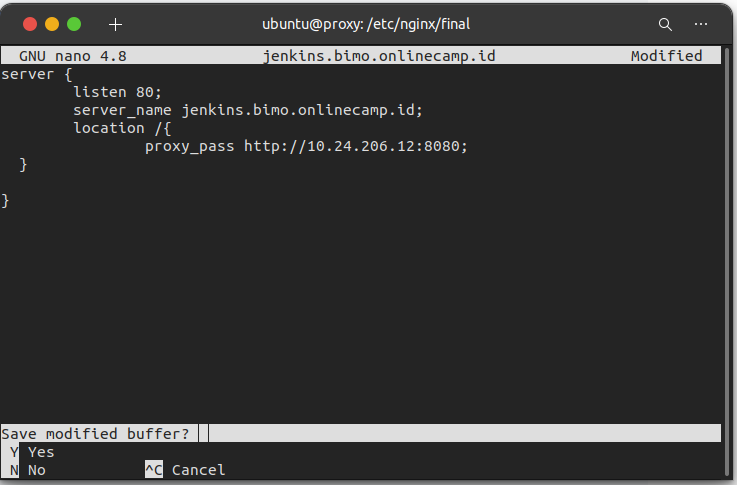 ubuntu@proxy: /etc/nginx/final
GNU nano 4.8 jenkins.bimo.onlinecamp.id Modified
server {
listen 80;
server_name jenkins.bimo.onlinecamp.id;
location /{
proxy_pass http://10.24.206.12:8080;
}
}
Save modified buffer?
Y Yes
N No ^C Cancel